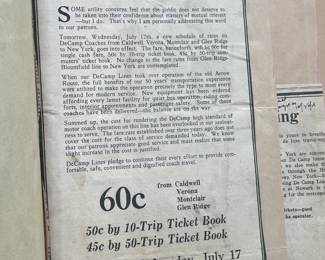 SOME utility concerns feel that the public does not deserve to
be taken into their confidence about matters of mutual interest
—but I do. That's why I am personally addressing this word
to our patrons.
Tomorrow, Wednesday, July 17th, a new schedule of rates on
DeCamp Coaches from Caldwell, Verona, Montclair and Glen Ridge
to New York, goes into effect. The fare, henceforth, will be 60c for
single cash fare, 50c by 10-trip ticket book, 45c by 50-trip com-
muters' ticket book. No change in the fare rates from Glen Ridge-
Bloomfield line to New York are contemplated.
When our DeCamp Lines took over operation of the old Arrow
Route, the full benefits of our 50 years' transportation experience
were utilized to make the operation precisely the type to meet every
demand for modern service. New equipment has been ordered
affording every latest facility for quiet bus operation, riding com-
fort, interior appointments and passenger safety. Some of these
coaches have been delivered—the balance are on the way.
Summed up, the cost for rendering the DeCamp high standard of
motor coach operation to this line has been overlooked in our zealous-
ness to serve. The fare rate established over three years ago does not
cover the cost for the class of service demanded today. We know
that our patrons appreciate good service and must realize that some
slight increase in the cost is justified.
DeCamp Lines pledge to continue their every effort to provide com-
fortable, safe, convenient and dignified coach travel.
60c
from Caldwell
Verona
Montclair
Glen Ridge
50c by 10-Trip Ticket Book
45c by 50-Trip Ticket Book
July 17
ng